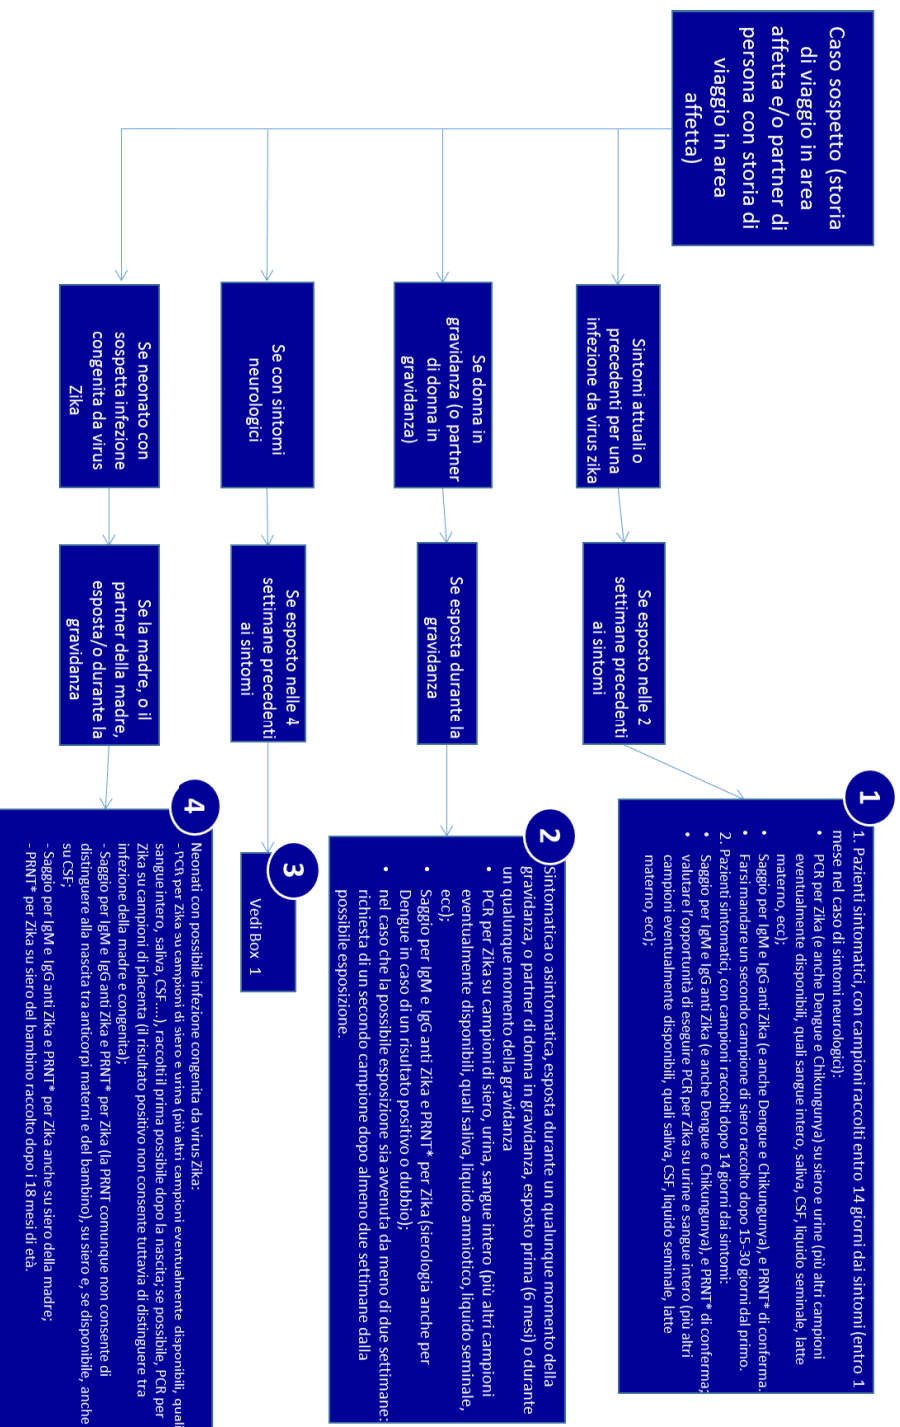 Caso sospetto (storia
di viaggio in area
affetta e/o partner di
persona con storia di
viaggio in area
affetta)
Sintomi attuali o
precedenti per una
infezione da virus zika
Se esposto nelle 2
settimane precedenti
ai sintomi
1
1. Pazienti sintomatici, con campioni raccolti entro 14 giorni dai sintomi (entro 1
mese nel caso di sintomi neurologici):
• PCR per Zika (e anche Dengue e Chikungunya) su siero e urine (più altri campioni
eventualmente disponibili, quali sangue intero, saliva, CSF, liquido seminale, latte
materno, ecc);
• Saggio per IgM e IgG anti Zika (e anche Dengue e Chikungunya), e PRNT* di conferma.
• Farsi mandare un secondo campione di siero raccolto dopo 15-30 giorni dal primo.
2. Pazienti sintomatici, con campioni raccolti dopo 14 giorni dai sintomi:
• Saggio per IgM e IgG anti Zika (e anche Dengue e Chikungunya), e PRNT* di conferma;
• valutare l'opportunità di eseguire PCR per Zika su urine e sangue intero (più altri
campioni eventualmente disponibili, quali saliva, CSF, liquido seminale, latte
materno, ecc);
Se donna in
gravidanza (o partner
di donna in
gravidanza)
Se esposta durante la
gravidanza
2
Sintomatica o asintomatica, esposta durante un qualunque momento della
gravidanza, o partner di donna in gravidanza, esposto prima (6 mesi) o durante
un qualunque momento della gravidanza
• PCR per Zika su campioni di siero, urina, sangue intero (più altri campioni
eventualmente disponibili, quali saliva, liquido amniotico, liquido seminale,
ecc);
• Saggio per IgM e IgG anti Zika e PRNT* per Zika (sierologia anche per
Dengue in caso di un risultato positivo o dubbio);
• nel caso che la possibile esposizione sia avvenuta da meno di due settimane:
richiesta di un secondo campione dopo almeno due settimane dalla
possibile esposizione.
Se con sintomi
neurologici
Se esposto nelle 4
settimane precedenti
ai sintomi
3
Vedi Box 1
Se neonato con
sospetta infezione
congenita da virus
Zika
Se la madre, o il
partner della madre,
esposta/o durante la
gravidanza
4
Neonati con possibile infezione congenita da virus Zika:
- PCR per Zika su campioni di siero e urina (più altri campioni eventualmente disponibili, quali
sangue intero, saliva, CSF….), raccolti il prima possibile dopo la nascita; se possibile, PCR per
Zika su campioni di placenta (il risultato positivo non consente tuttavia di distinguere tra
infezione della madre e congenita);
- Saggio per IgM e IgG anti Zika e PRNT* per Zika (la PRNT comunque non consente di
distinguere alla nascita tra anticorpi materni e del bambino), su siero e, se disponibile, anche
su CSF;
- Saggio per IgM e IgG anti Zika e PRNT* per Zika anche su siero della madre;
- PRNT* per Zika su siero del bambino raccolto dopo i 18 mesi di età.